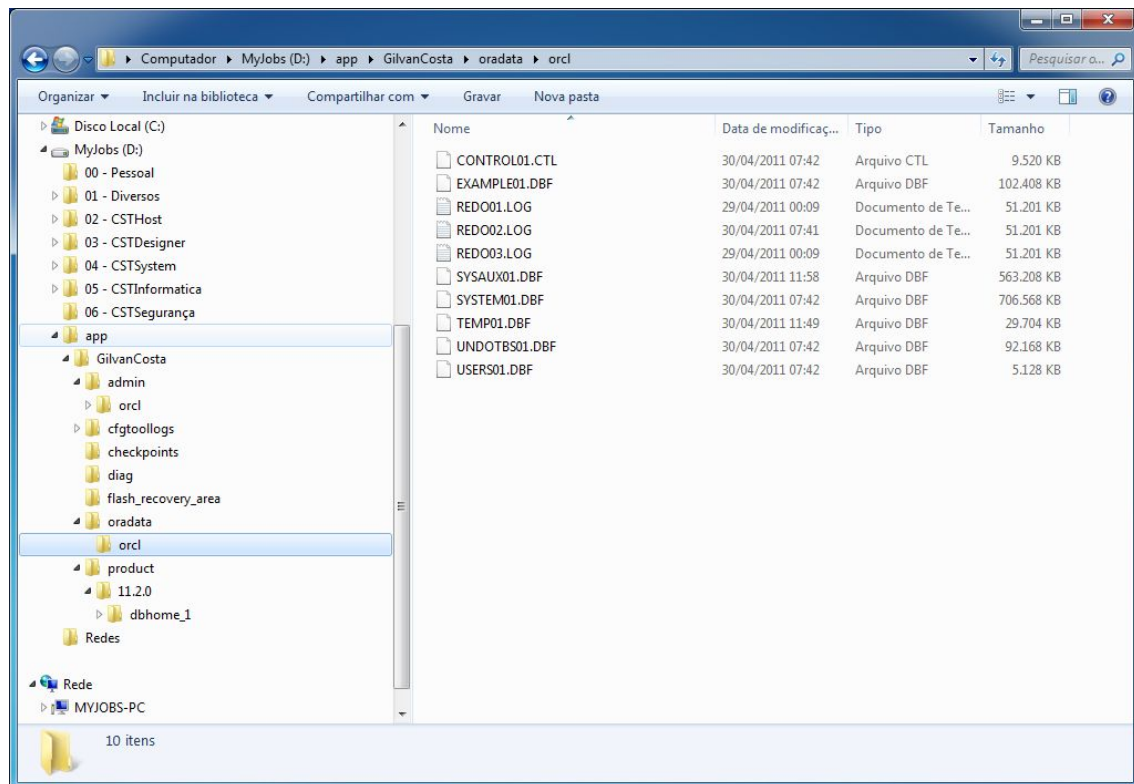 Computador MyJobs (D:) app GilvanCosta oradata orcl Pesquisar o...
Organizar Incluir na biblioteca Compartilhar com Gravar Nova pasta
Disco Local (C:)
MyJobs (D:)
00 - Pessoal
01 - Diversos
02 - CSTHost
03 - CSTDesigner
04 - CSTSystem
05 - CSTInformatica
06 - CSTSegurança
app
GilvanCosta
admin
orcl
cfgtoollogs
checkpoints
diag
flash_recovery_area
oradata
orcl
product
11.2.0
dbhome_1
Redes
Rede
MYJOBS-PC
Nome Data de modificaç... Tipo Tamanho
CONTROL01.CTL 30/04/2011 07:42 Arquivo CTL 9.520 KB
EXAMPLE01.DBF 30/04/2011 07:42 Arquivo DBF 102.408 KB
REDO01.LOG 29/04/2011 00:09 Documento de Te... 51.201 KB
REDO02.LOG 30/04/2011 07:41 Documento de Te... 51.201 KB
REDO03.LOG 29/04/2011 00:09 Documento de Te... 51.201 KB
SYSAUX01.DBF 30/04/2011 11:58 Arquivo DBF 563.208 KB
SYSTEM01.DBF 30/04/2011 07:42 Arquivo DBF 706.568 KB
TEMP01.DBF 30/04/2011 11:49 Arquivo DBF 29.704 KB
UNDOTBS01.DBF 30/04/2011 07:42 Arquivo DBF 92.168 KB
USERS01.DBF 30/04/2011 07:42 Arquivo DBF 5.128 KB
10 itens